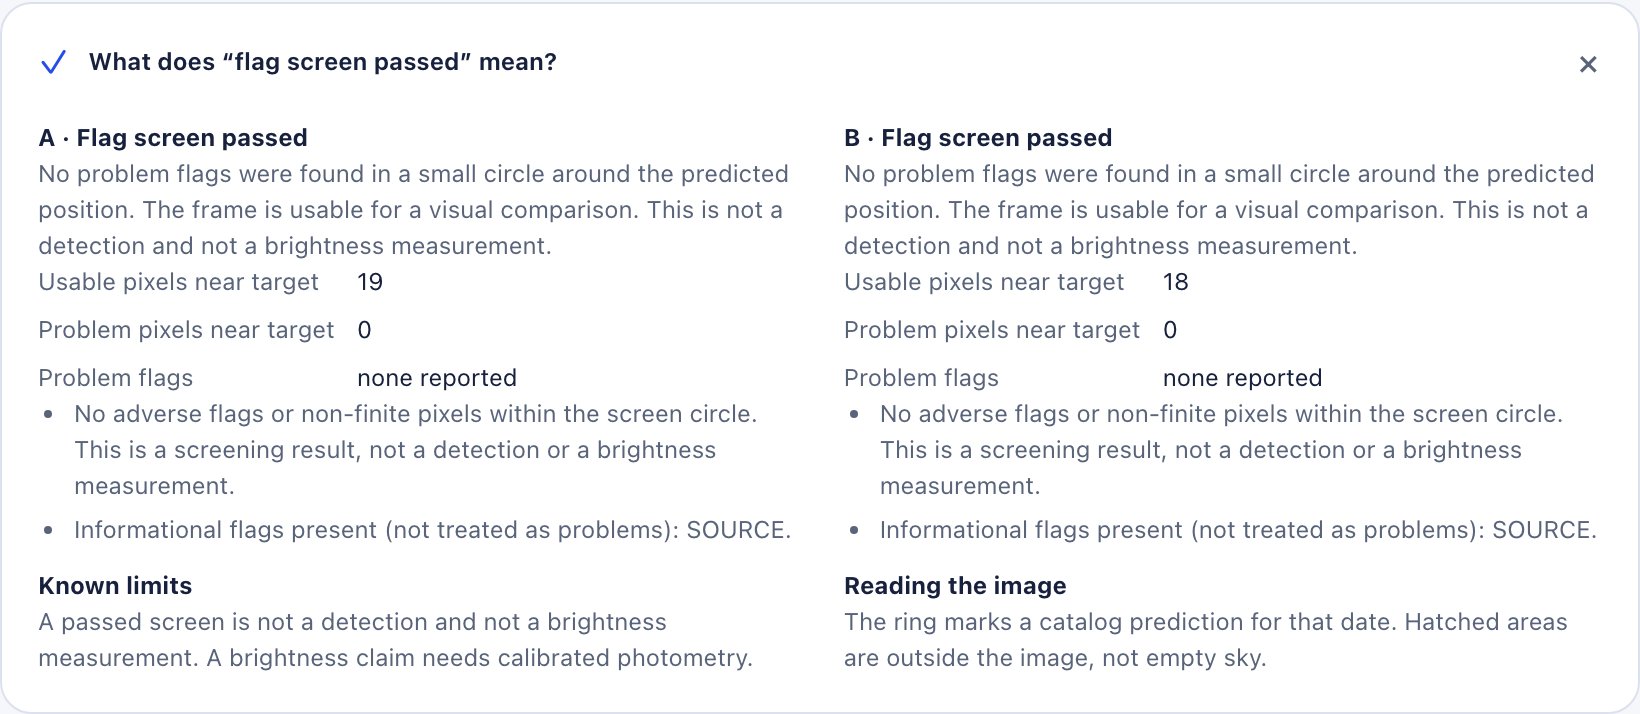 What does “flag screen passed” mean?
A · Flag screen passed
No problem flags were found in a small circle around the predicted
position. The frame is usable for a visual comparison. This is not a
detection and not a brightness measurement.
Usable pixels near target 19
Problem pixels near target 0
Problem flags none reported
• No adverse flags or non-finite pixels within the screen circle.
This is a screening result, not a detection or a brightness
measurement.
• Informational flags present (not treated as problems): SOURCE.
Known limits
A passed screen is not a detection and not a brightness
measurement. A brightness claim needs calibrated photometry.
B · Flag screen passed
No problem flags were found in a small circle around the predicted
position. The frame is usable for a visual comparison. This is not a
detection and not a brightness measurement.
Usable pixels near target 18
Problem pixels near target 0
Problem flags none reported
• No adverse flags or non-finite pixels within the screen circle.
This is a screening result, not a detection or a brightness
measurement.
• Informational flags present (not treated as problems): SOURCE.
Reading the image
The ring marks a catalog prediction for that date. Hatched areas
are outside the image, not empty sky.